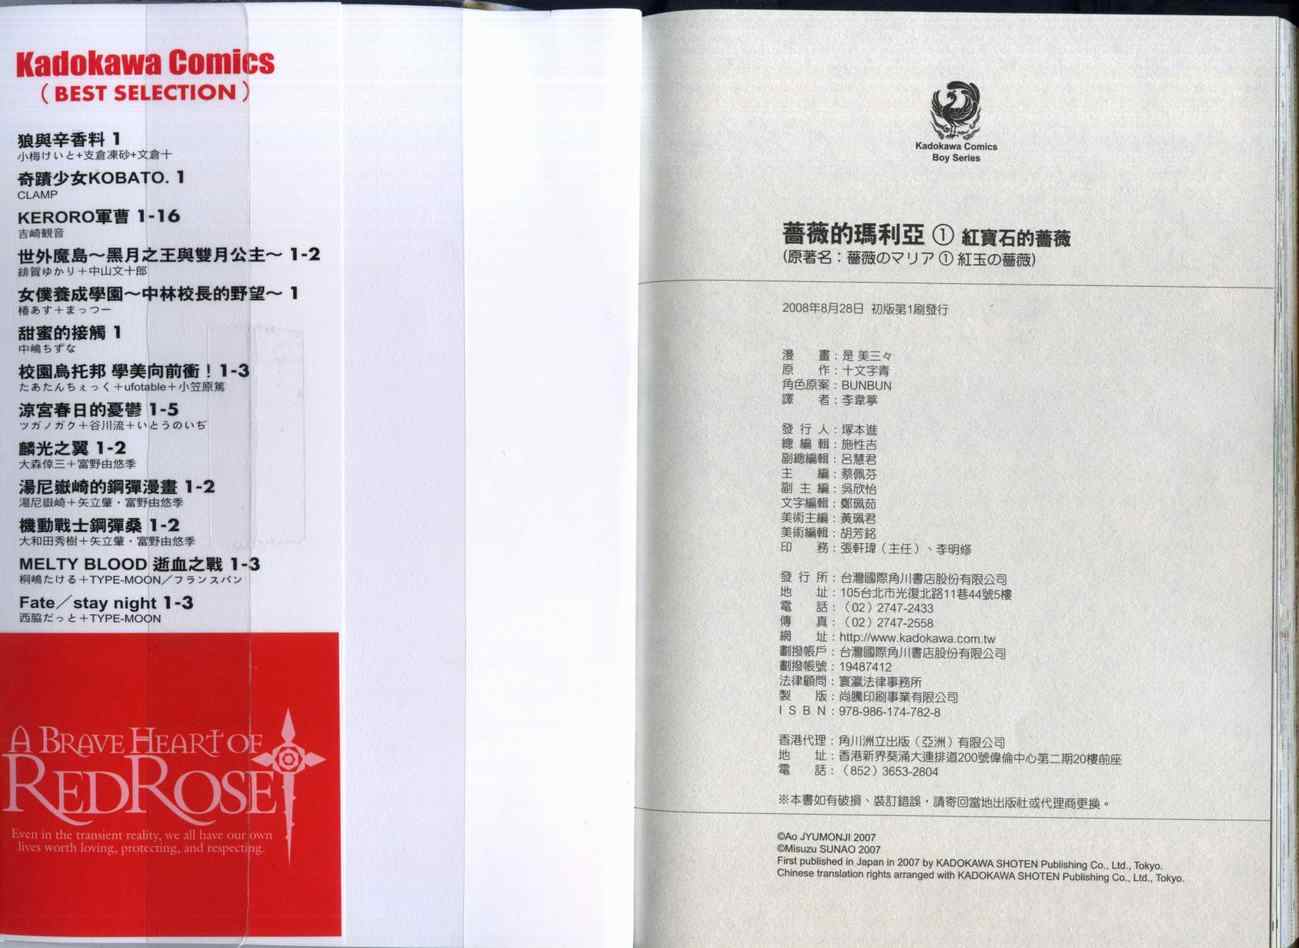 Kadokawa Comics
( BEST SELECTION )
狼與辛香料 1
小梅けいと+支倉凍砂+文倉十
奇蹟少女KOBATO. 1
CLAMP
KERORO軍曹 1-16
吉崎観音
世外魔島～黑月之王與雙月公主～ 1-2
緋賀ゆかり＋中山文十郎
女僕養成學園～中林校長的野望～ 1
椿あす＋まっつー
甜蜜的接觸 1
中嶋ちずな
校園烏托邦 學美向前衝！1-3
たあたんちぇっく＋ufotable＋小笠原篤
涼宮春日的憂鬱 1-5
ツガノガク＋谷川流＋いとうのいぢ
麟光之翼 1-2
大森倖三＋富野由悠季
湯尼嶽崎的鋼彈漫畫 1-2
湯尼嶽崎＋矢立肇・富野由悠季
機動戰士鋼彈桑 1-2
大和田秀樹＋矢立肇・富野由悠季
MELTY BLOOD 逝血之戰 1-3
桐嶋たける＋TYPE-MOON／フランスパン
Fate／stay night 1-3
西脇だっと＋TYPE-MOON
A BRAVE HEART OF
REDROSE
Even in the transient reality, we all have our own
lives worth loving, protecting, and respecting.
Kadokawa Comics
Boy Series
薔薇的瑪利亞 ① 紅寶石的薔薇
(原著名：薔薇のマリア ① 紅玉の薔薇)
2008年8月28日 初版第1刷發行
漫　　畫：是 美三々
原　　作：十文字青
角色原案：BUNBUN
譯　　者：李韋葶
發 行 人：塚本進
總 編 輯：施性吉
副總編輯：呂慧君
主　　編：蔡佩芬
副 主 編：吳欣怡
文字編輯：鄭珮茹
美術主編：黃珮君
美術編輯：胡芳銘
印　　務：張軒瑋（主任）、李明修
發 行 所：台灣國際角川書店股份有限公司
地　　址：105台北市光復北路11巷44號5樓
電　　話：（02）2747-2433
傳　　真：（02）2747-2558
網　　址：http://www.kadokawa.com.tw
劃撥帳戶：台灣國際角川書店股份有限公司
劃撥帳號：19487412
法律顧問：寰瀛法律事務所
製　　版：尚騰印刷事業有限公司
I S B N：978-986-174-782-8
香港代理：角川洲立出版（亞洲）有限公司
地　　址：香港新界葵涌大連排道200號偉倫中心第二期20樓前座
電　　話：（852）3653-2804
※本書如有破損、裝訂錯誤，請寄回當地出版社或代理商更換。
©Ao JYUMONJI 2007
©Misuzu SUNAO 2007
First published in Japan in 2007 by KADOKAWA SHOTEN Publishing Co., Ltd., Tokyo.
Chinese translation rights arranged with KADOKAWA SHOTEN Publishing Co., Ltd., Tokyo.